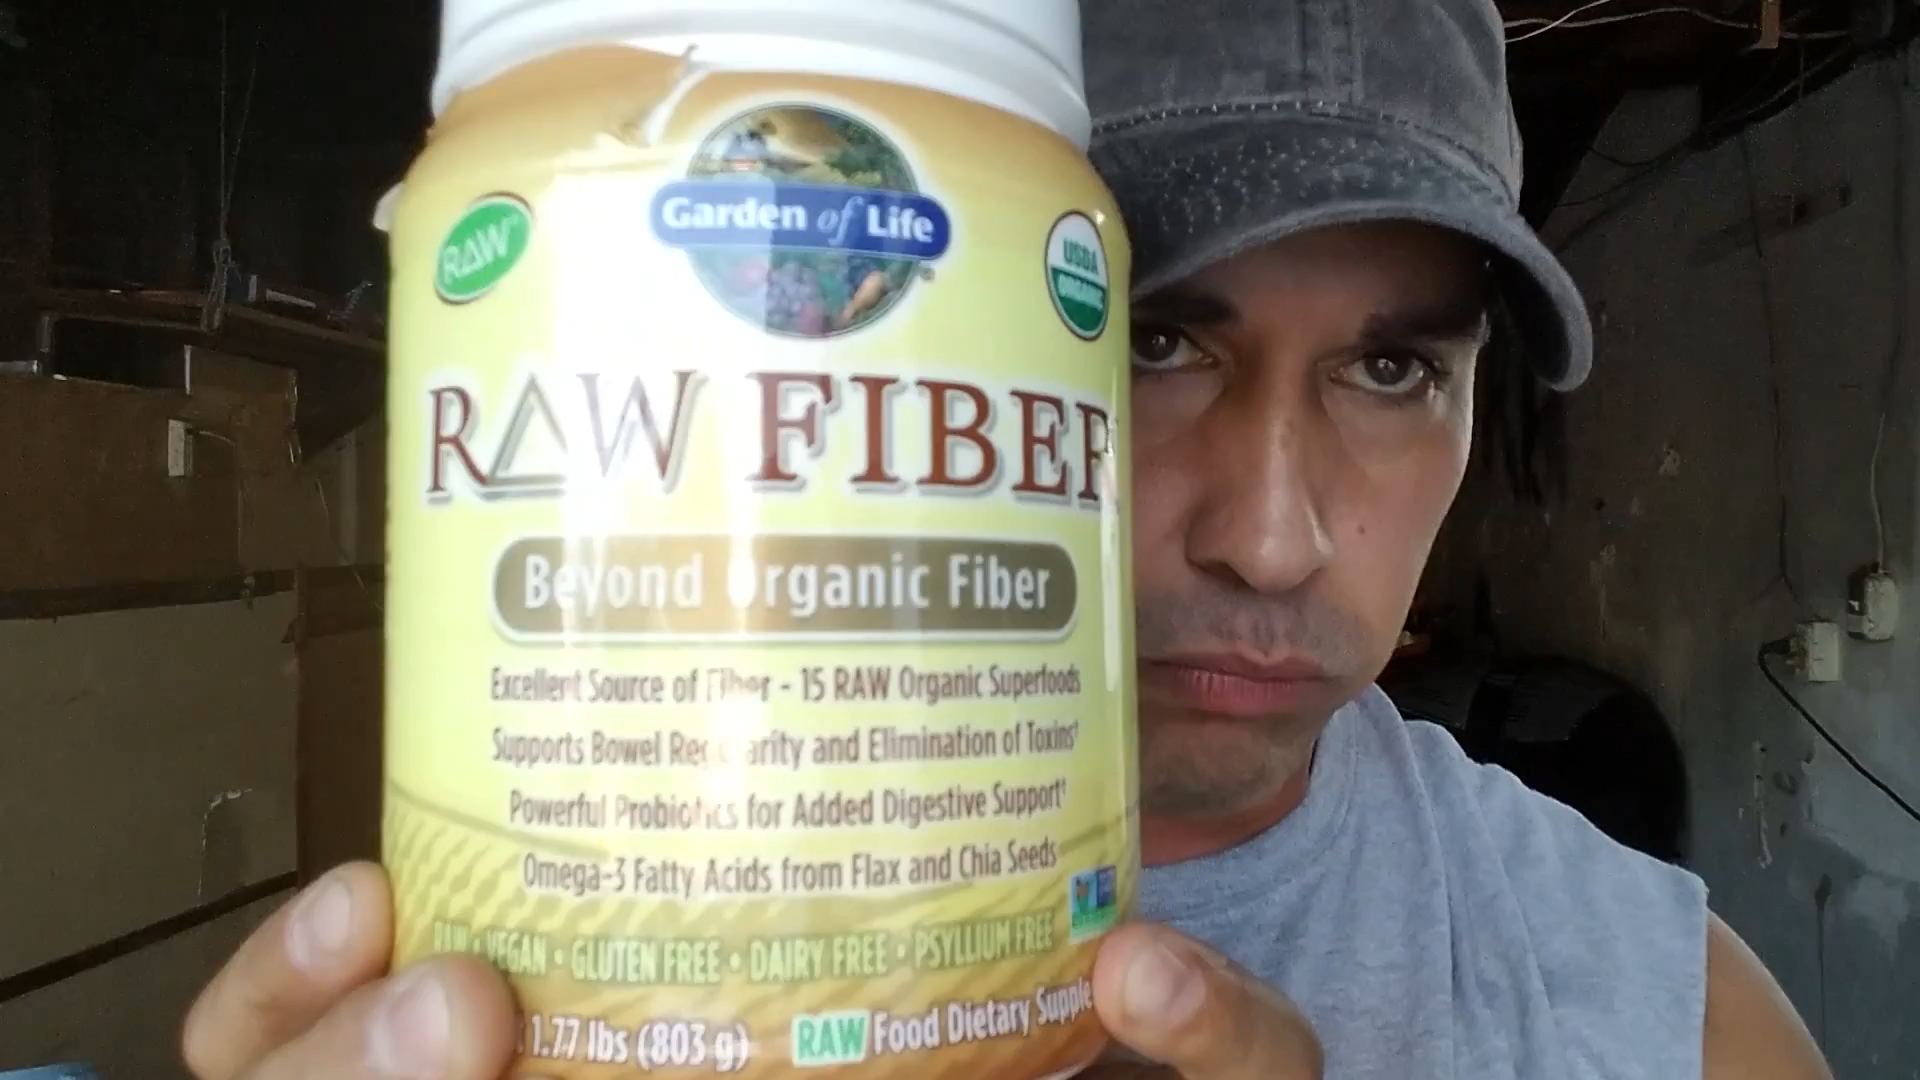 Garden of Life
RAW
USDA
ORGANIC
RAW FIBER
Beyond Organic Fiber
Excellent Source of Fiber - 15 RAW Organic Superfoods
Supports Bowel Regularity and Elimination of Toxins†
Powerful Probiotics for Added Digestive Support†
Omega-3 Fatty Acids from Flax and Chia Seeds
RAW • VEGAN • GLUTEN FREE • DAIRY FREE • PSYLLIUM FREE
1.77 lbs (803 g)
RAW Food Dietary Supple